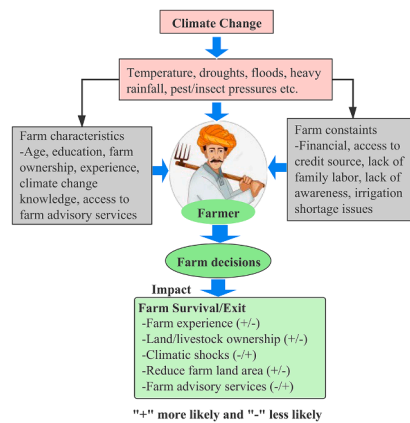 Climate Change
Temperature, droughts, floods, heavy
rainfall, pest/insect pressures etc.
Farm characteristics
-Age, education, farm
ownership, experience,
climate change
knowledge, access to
farm advisory services
Farm constaints
-Financial, access to
credit source, lack of
family labor, lack of
awareness, irrigation
shortage issues
Farmer
Farm decisions
Impact
Farm Survival/Exit
-Farm experience (+/-)
-Land/livestock ownership (+/-)
-Climatic shocks (-/+)
-Reduce farm land area (+/-)
-Farm advisory services (-/+)
"+" more likely and "-" less likely